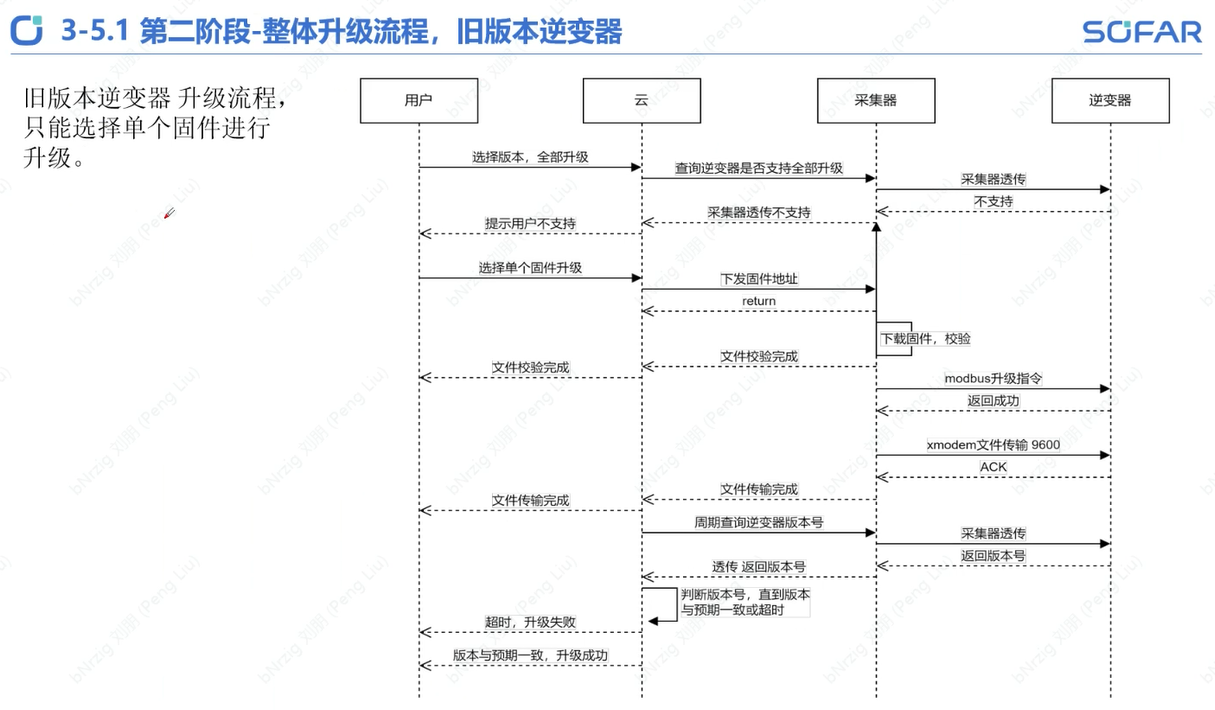 3-5.1 第二阶段-整体升级流程，旧版本逆变器
SOFAR
旧版本逆变器 升级流程，
只能选择单个固件进行
升级。
用户
云
采集器
逆变器
选择版本，全部升级
查询逆变器是否支持全部升级
采集器透传
不支持
采集器透传不支持
提示用户不支持
选择单个固件升级
下发固件地址
return
下载固件，校验
文件校验完成
文件校验完成
modbus升级指令
返回成功
xmodem文件传输 9600
ACK
文件传输完成
文件传输完成
周期查询逆变器版本号
采集器透传
返回版本号
透传 返回版本号
判断版本号，直到版本
与预期一致或超时
超时，升级失败
版本与预期一致，升级成功